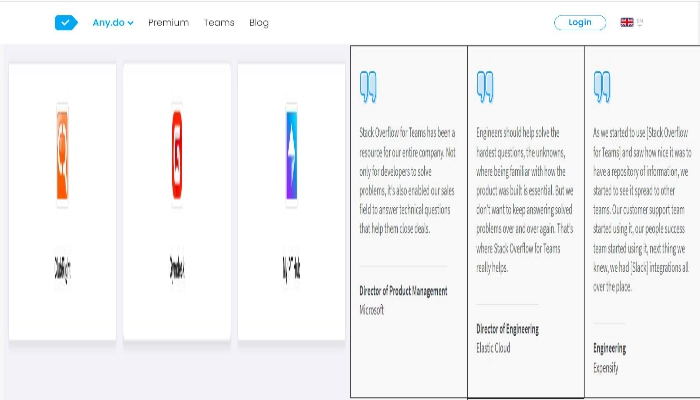 Any.do
Premium
Teams
Blog
Login
EN
Stack Overflow for Teams has been a
resource for our entire company. Not
only for developers to solve
problems, it's also enabled our sales
field to answer technical questions
that help them close deals.
Director of Product Management
Microsoft
Engineers should help solve the
hardest questions, the unknowns,
where being familiar with how the
product was built is essential. But we
don't want to keep answering solved
problems over and over again. That's
where Stack Overflow for Teams
really helps.
Director of Engineering
Elastic Cloud
As we started to use [Stack Overflow
for Teams] and saw how nice it was to
have a repository of information, we
started to see it spread to other
teams. Our customer support team
started using it, our people success
team started using it, next thing we
knew, we had [Slack] integrations all
over the place.
Engineering
Expensify